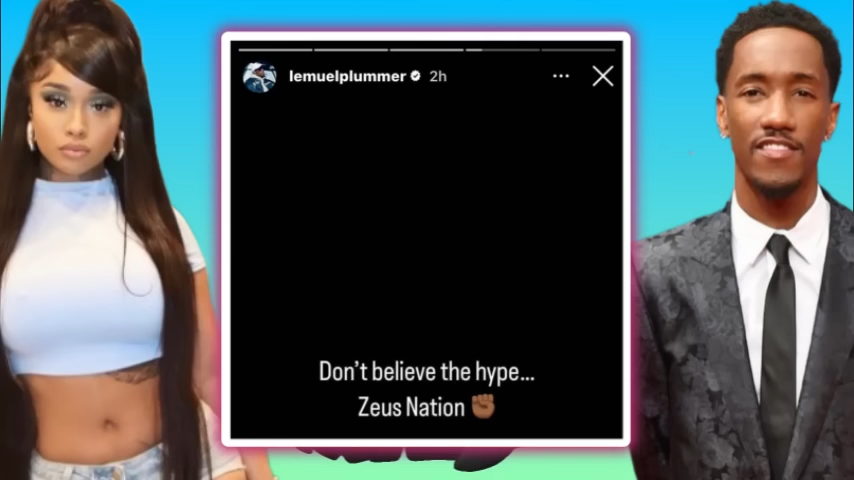 lemuelplummer 2h
Don’t believe the hype...
Zeus Nation ✊🏾